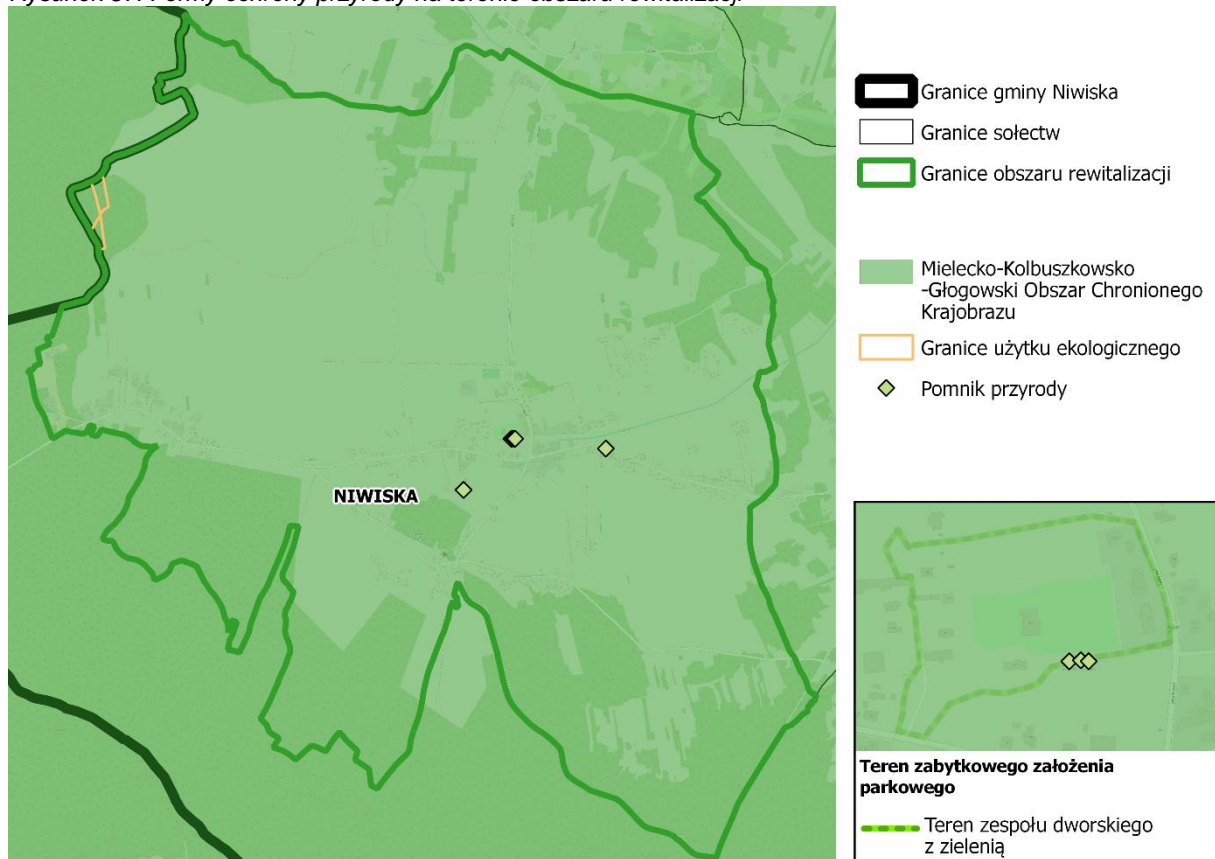 Granice gminy Niwiska
Granice sołectw
Granice obszaru rewitalizacji
Mielecko-Kolbuszkowsko
-Głogowski Obszar Chronionego
Krajobrazu
Granice użytku ekologicznego
Pomnik przyrody
NIWISKA
Teren zabytkowego założenia
parkowego
Teren zespołu dworskiego
z zielenią